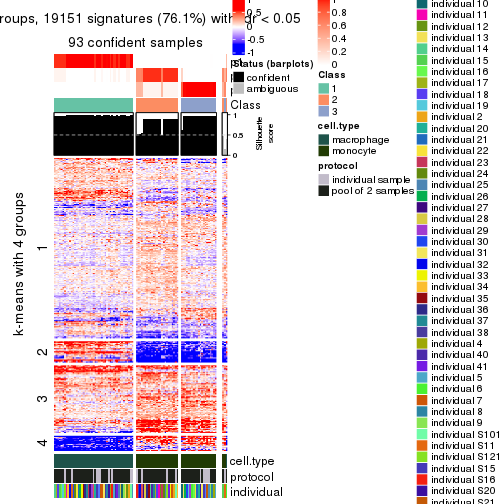 roups, 19151 signatures (76.1%) with
r < 0.05
93 confident samples
1
0.5
0
-0.5
-1
0.8
0.6
0.4
0.2
0
Status (barplots)
confident
ambiguous
Class
1
2
3
cell.type
macrophage
monocyte
protocol
individual sample
pool of 2 samples
Class
1
0.5
0
Silhouette
score
k-means with 4 groups
1
2
3
4
cell.type
protocol
individual
individual 10
individual 11
individual 12
individual 13
individual 14
individual 15
individual 16
individual 17
individual 18
individual 19
individual 2
individual 20
individual 21
individual 22
individual 23
individual 24
individual 25
individual 26
individual 27
individual 28
individual 29
individual 30
individual 31
individual 32
individual 33
individual 34
individual 35
individual 36
individual 37
individual 38
individual 4
individual 40
individual 41
individual 5
individual 6
individual 7
individual 8
individual 9
individual S101
individual S11
individual S121
individual S15
individual S16
individual S20
individual S21